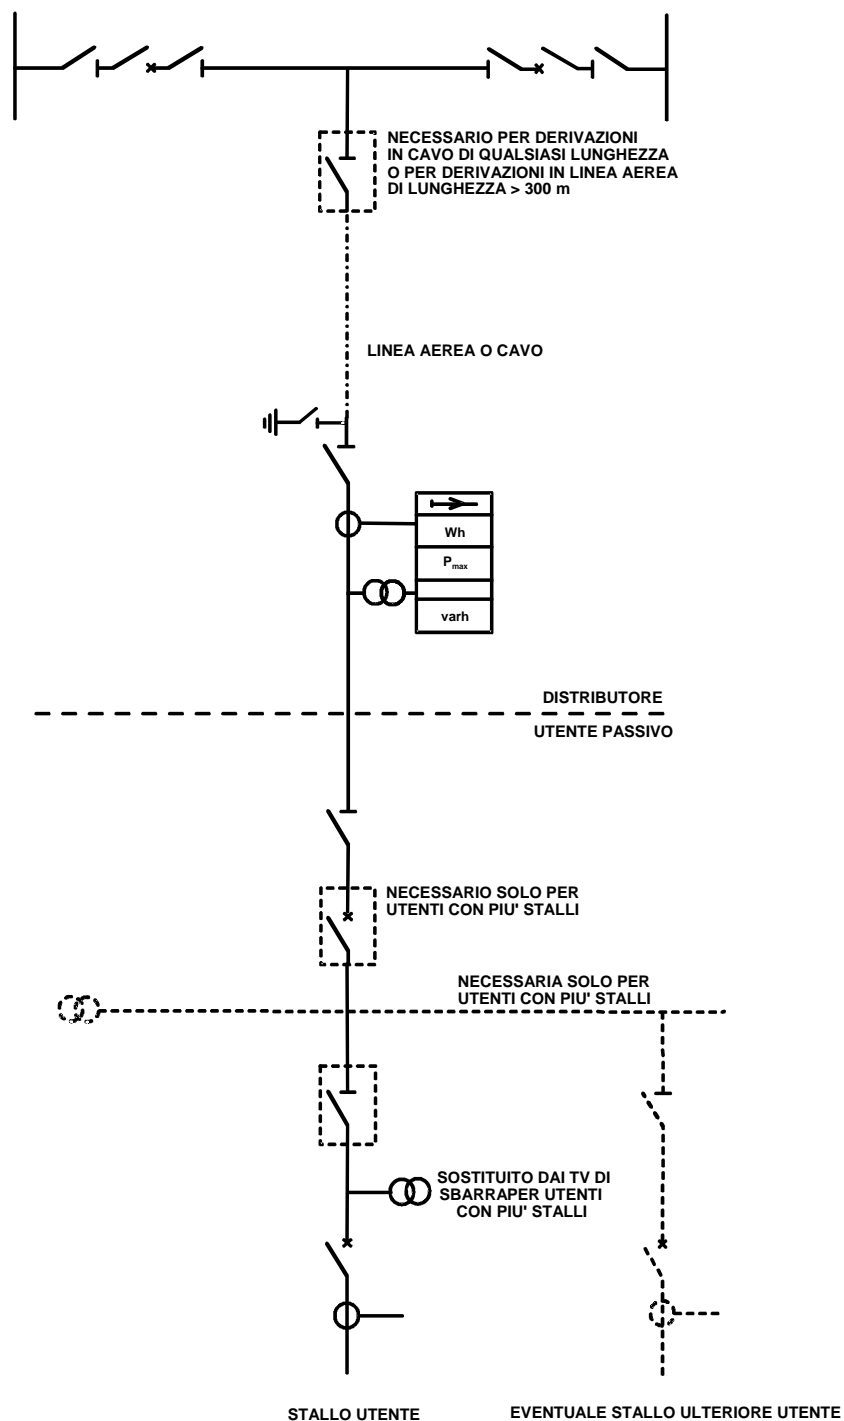 NECESSARIO PER DERIVAZIONI
IN CAVO DI QUALSIASI LUNGHEZZA
O PER DERIVAZIONI IN LINEA AEREA
DI LUNGHEZZA > 300 m
LINEA AEREA O CAVO
Wh
Pmax
varh
DISTRIBUTORE
UTENTE PASSIVO
NECESSARIO SOLO PER
UTENTI CON PIU' STALLI
NECESSARIA SOLO PER
UTENTI CON PIU' STALLI
SOSTITUITO DAI TV DI
SBARRAPER UTENTI
CON PIU' STALLI
STALLO UTENTE
EVENTUALE STALLO ULTERIORE UTENTE